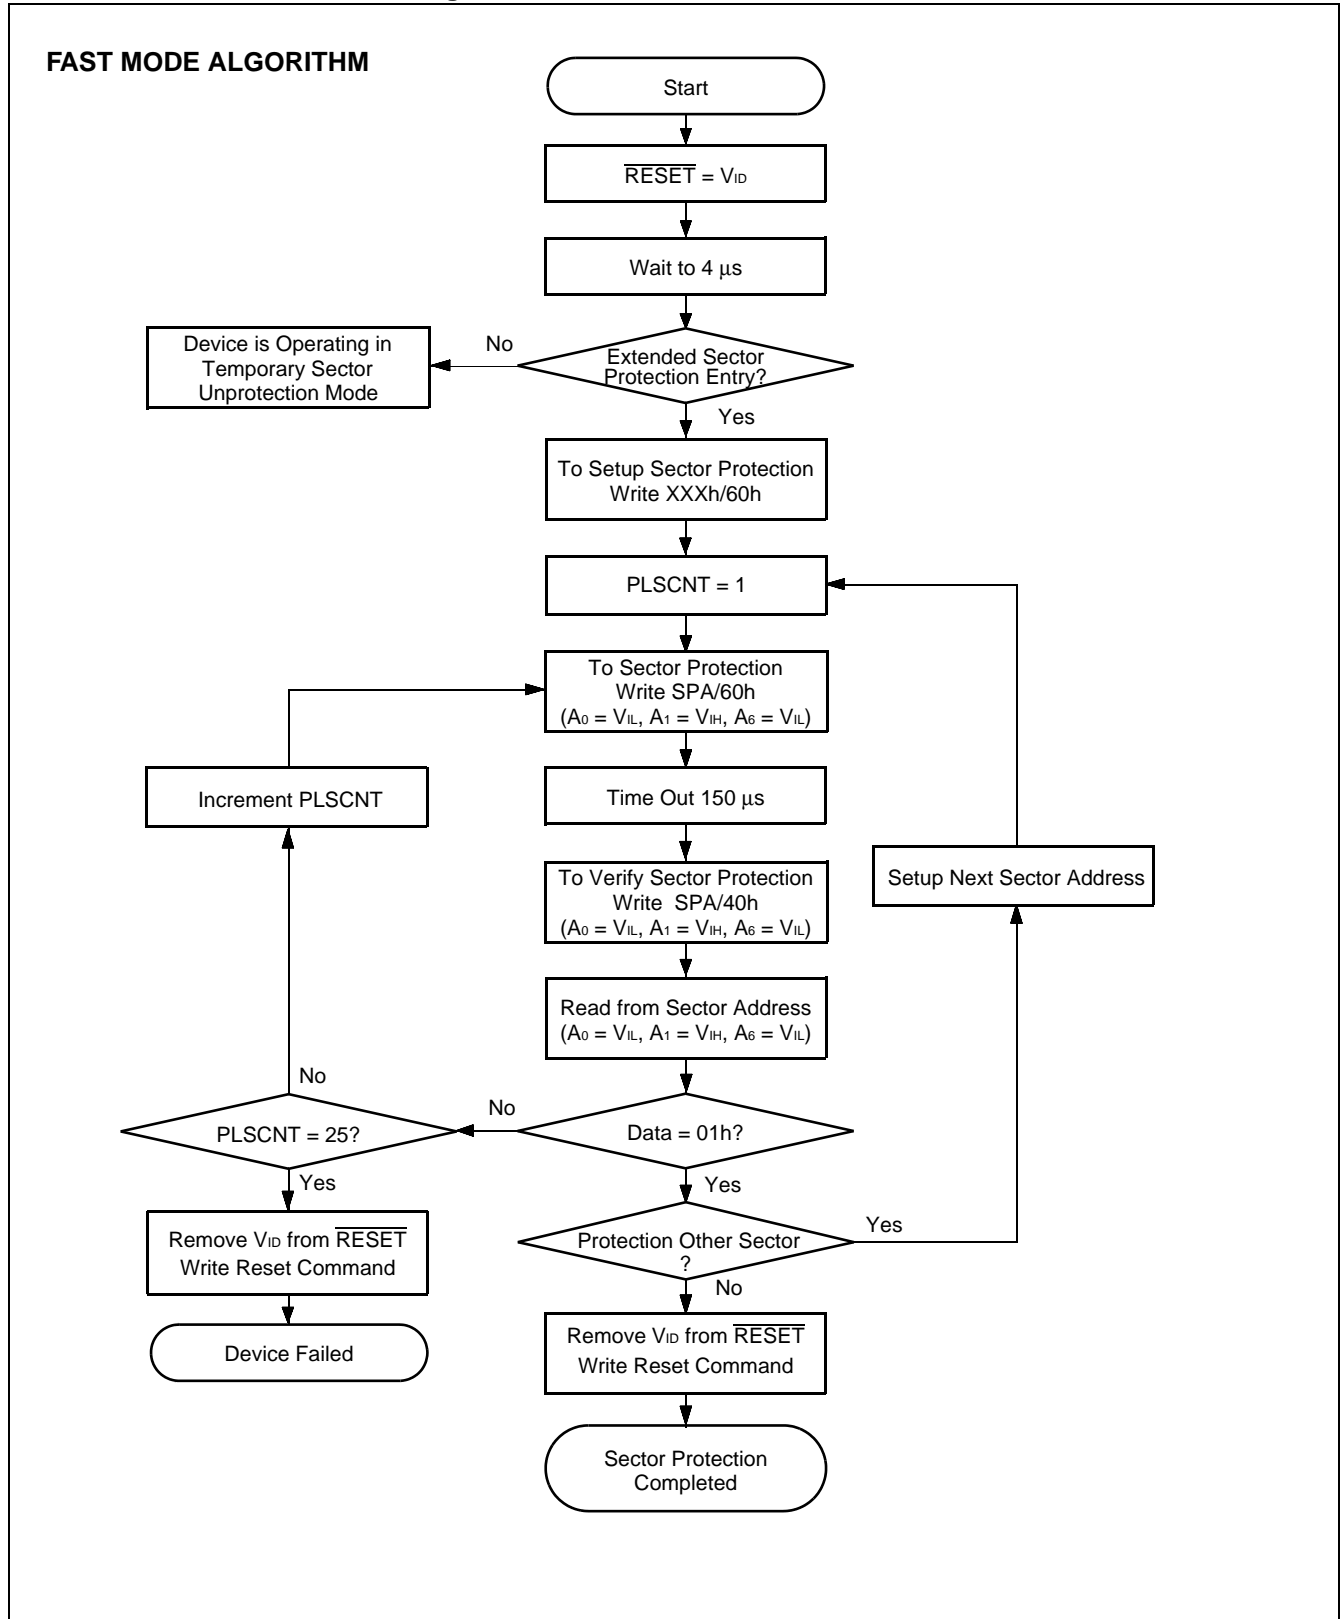 FAST MODE ALGORITHM
Start
RESET = VID
Wait to 4 μs
Extended Sector
Protection Entry?
No
Device is Operating in
Temporary Sector
Unprotection Mode
Yes
To Setup Sector Protection
Write XXXh/60h
PLSCNT = 1
To Sector Protection
Write SPA/60h
(A0 = VIL, A1 = VIH, A6 = VIL)
Increment PLSCNT
Time Out 150 μs
To Verify Sector Protection
Write SPA/40h
(A0 = VIL, A1 = VIH, A6 = VIL)
Setup Next Sector Address
Read from Sector Address
(A0 = VIL, A1 = VIH, A6 = VIL)
No
No
PLSCNT = 25?
Data = 01h?
Yes
Yes
Remove VID from RESET
Write Reset Command
Protection Other Sector
?
Yes
No
Device Failed
Remove VID from RESET
Write Reset Command
Sector Protection
Completed